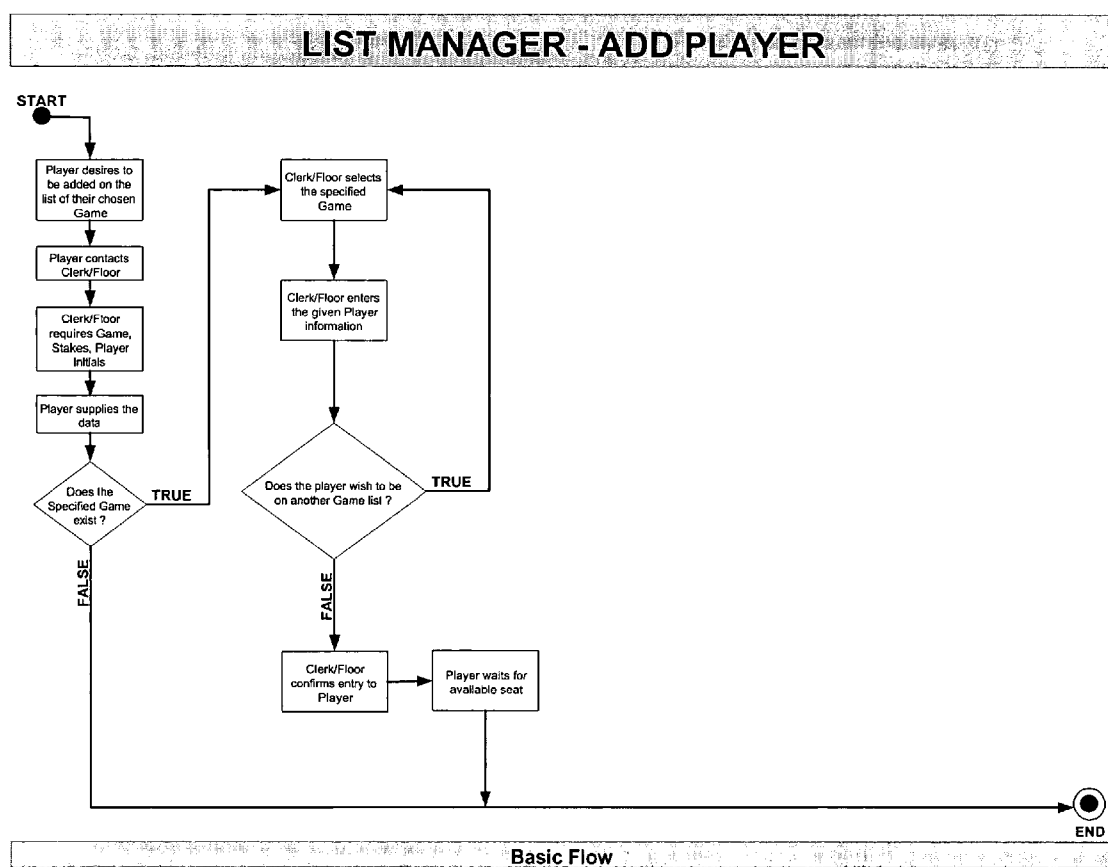 LIST MANAGER - ADD PLAYER
START
Player desires to
be added on the
list of their chosen
Game
Player contacts
Clerk/Floor
Clerk/Floor
requires Game,
Stakes, Player
Initials
Player supplies the
data
Does the
Specified Game
exist ?
TRUE
FALSE
Clerk/Floor selects
the specified
Game
Clerk/Floor enters
the given Player
information
Does the player wish to be
on another Game list ?
TRUE
FALSE
Clerk/Floor
confirms entry to
Player
Player waits for
available seat
END
Basic Flow